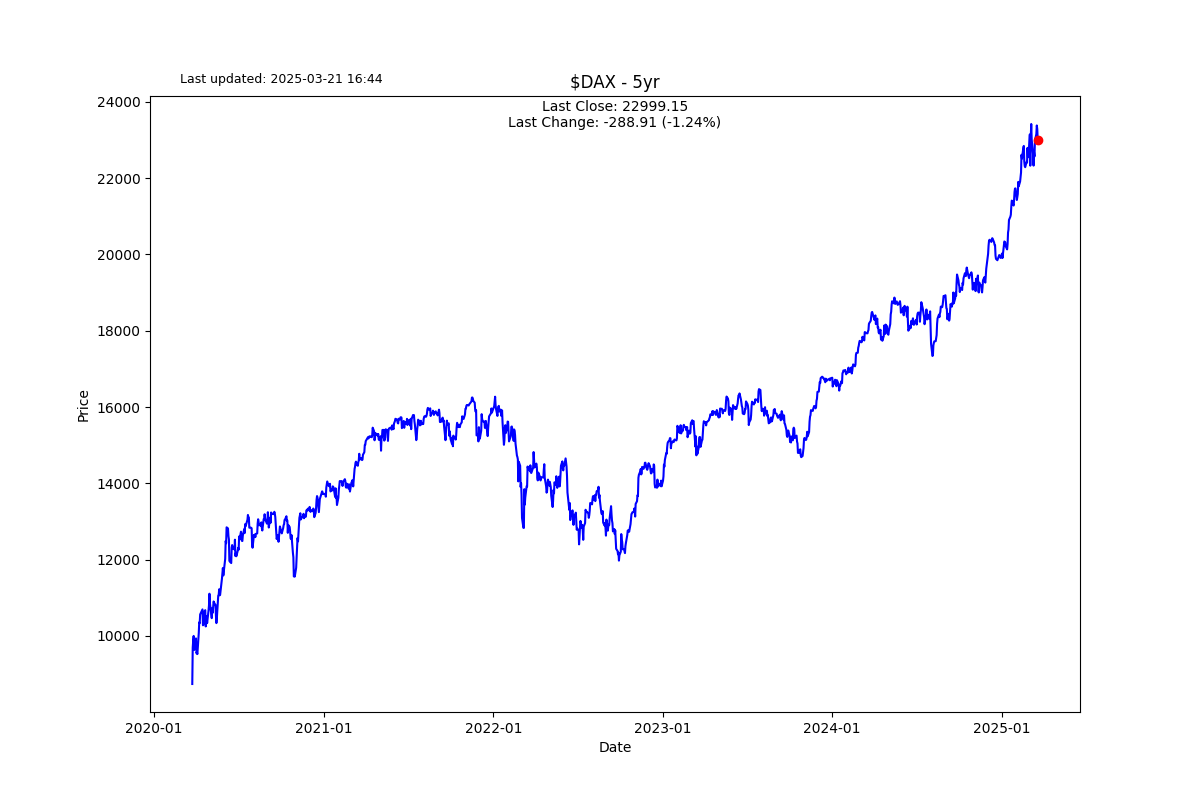 Last updated: 2025-03-21 16:44
$DAX - 5yr
Last Close: 22999.15
Last Change: -288.91 (-1.24%)
24000
22000
20000
18000
16000
14000
12000
10000
Price
2020-01
2021-01
2022-01
2023-01
2024-01
2025-01
Date